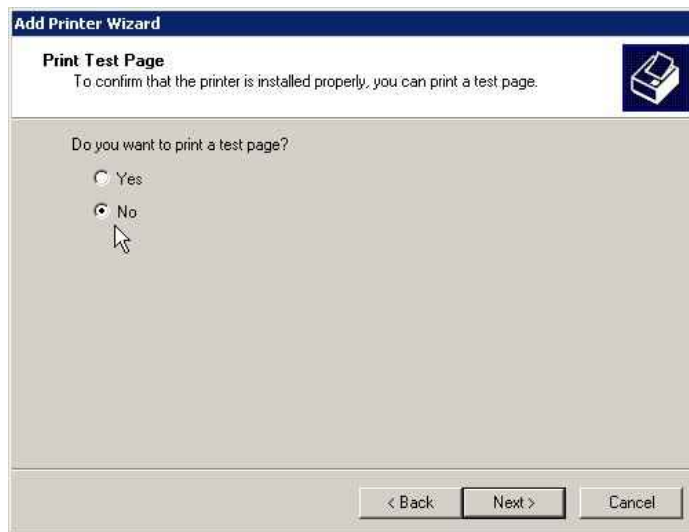 Add Printer Wizard
Print Test Page
To confirm that the printer is installed properly, you can print a test page.
Do you want to print a test page?
Yes
No
< Back
Next >
Cancel